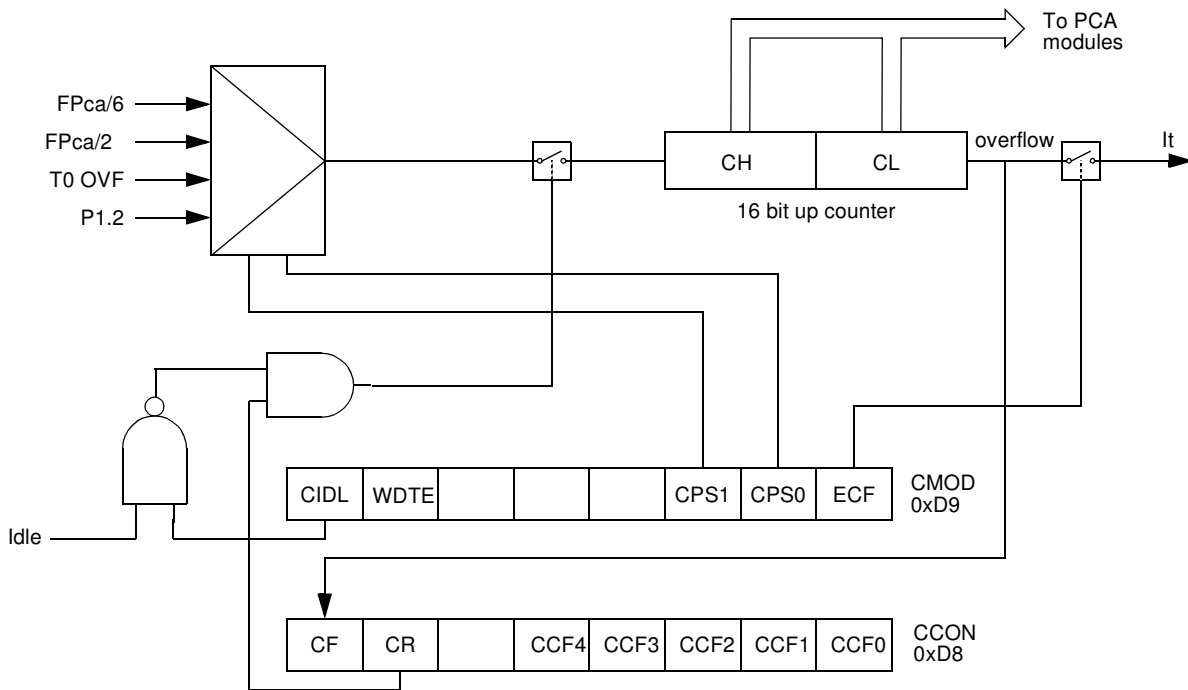 To PCA
modules
FPca/6
FPca/2
T0 OVF
P1.2
CH
CL
overflow
It
16 bit up counter
CIDL
WDTE
CPS1
CPS0
ECF
CMOD
0xD9
Idle
CF
CR
CCF4
CCF3
CCF2
CCF1
CCF0
CCON
0xD8